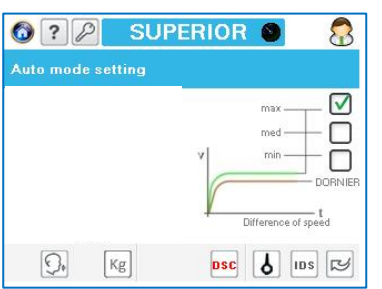 ? SUPERIOR
Auto mode setting
max
med
v min
DORNIER
t
Difference of speed
Kg DSC IDS